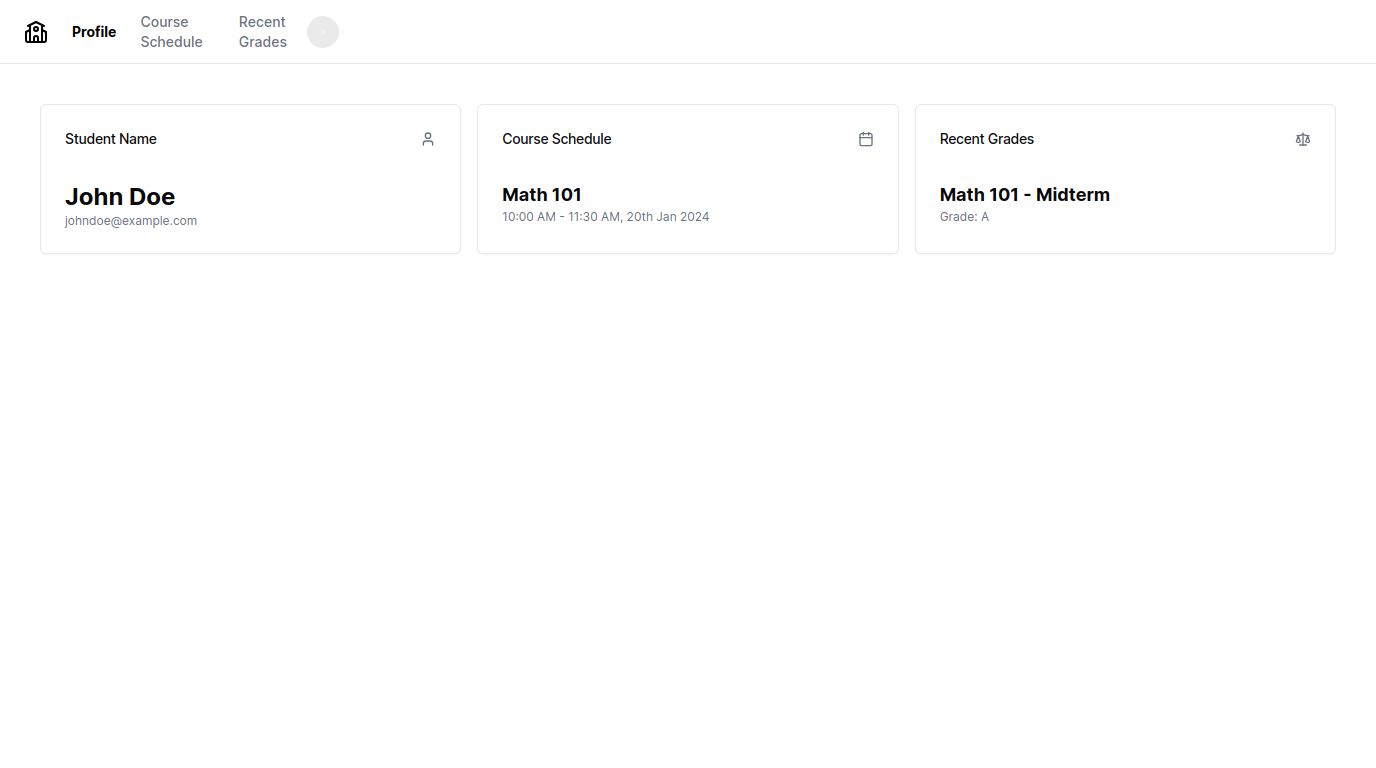 Profile
Course
Schedule
Recent
Grades
Student Name
John Doe
johndoe@example.com
Course Schedule
Math 101
10:00 AM - 11:30 AM, 20th Jan 2024
Recent Grades
Math 101 - Midterm
Grade: A